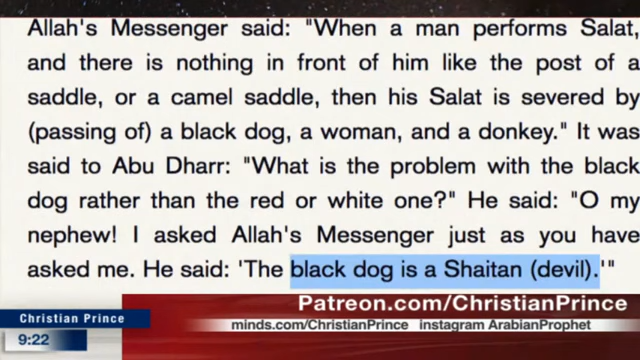 Allah's Messenger said: "When a man performs Salat,
and there is nothing in front of him like the post of a
saddle, or a camel saddle, then his Salat is severed by
(passing of) a black dog, a woman, and a donkey." It was
said to Abu Dharr: "What is the problem with the black
dog rather than the red or white one?" He said: "O my
nephew! I asked Allah's Messenger just as you have
asked me. He said: 'The black dog is a Shaitan (devil).'"
Patreon.com/ChristianPrince
Christian Prince
minds.com/ChristianPrince instagram ArabianProphet
9:22